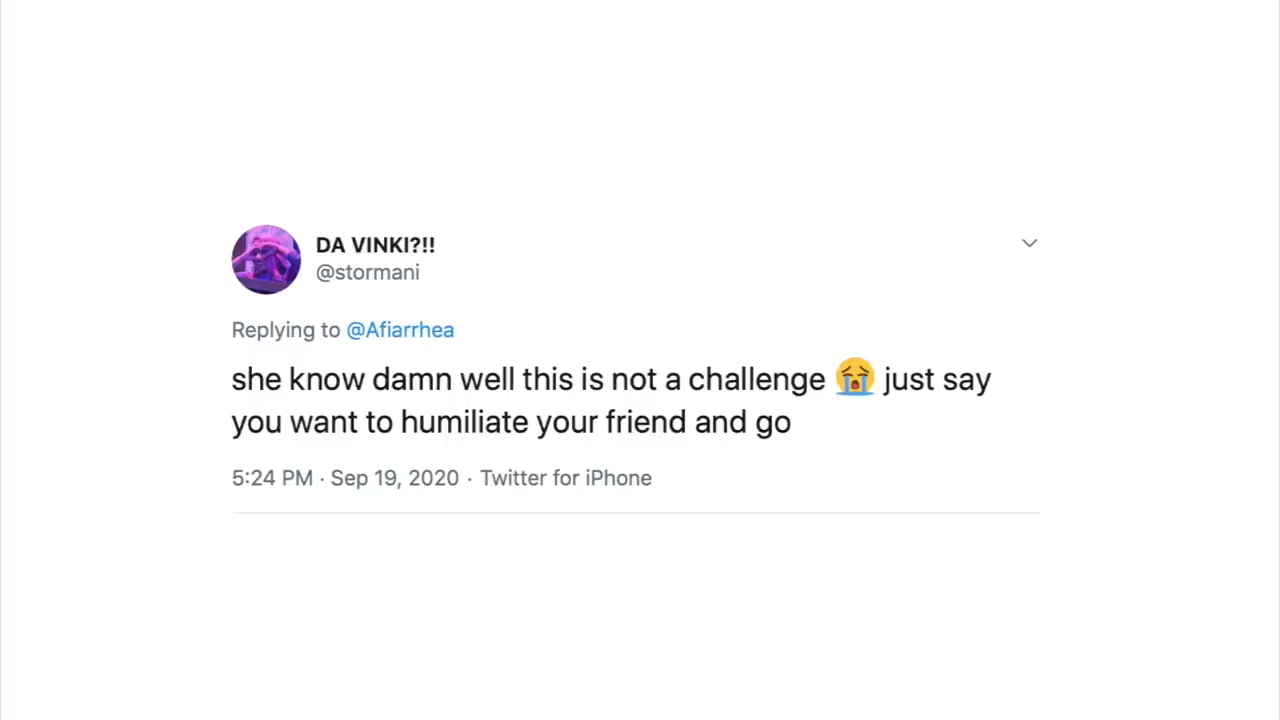 DA VINKI?!!
@stormani
Replying to @Afiarrhea
she know damn well this is not a challenge 😭 just say
you want to humiliate your friend and go
5:24 PM · Sep 19, 2020 · Twitter for iPhone